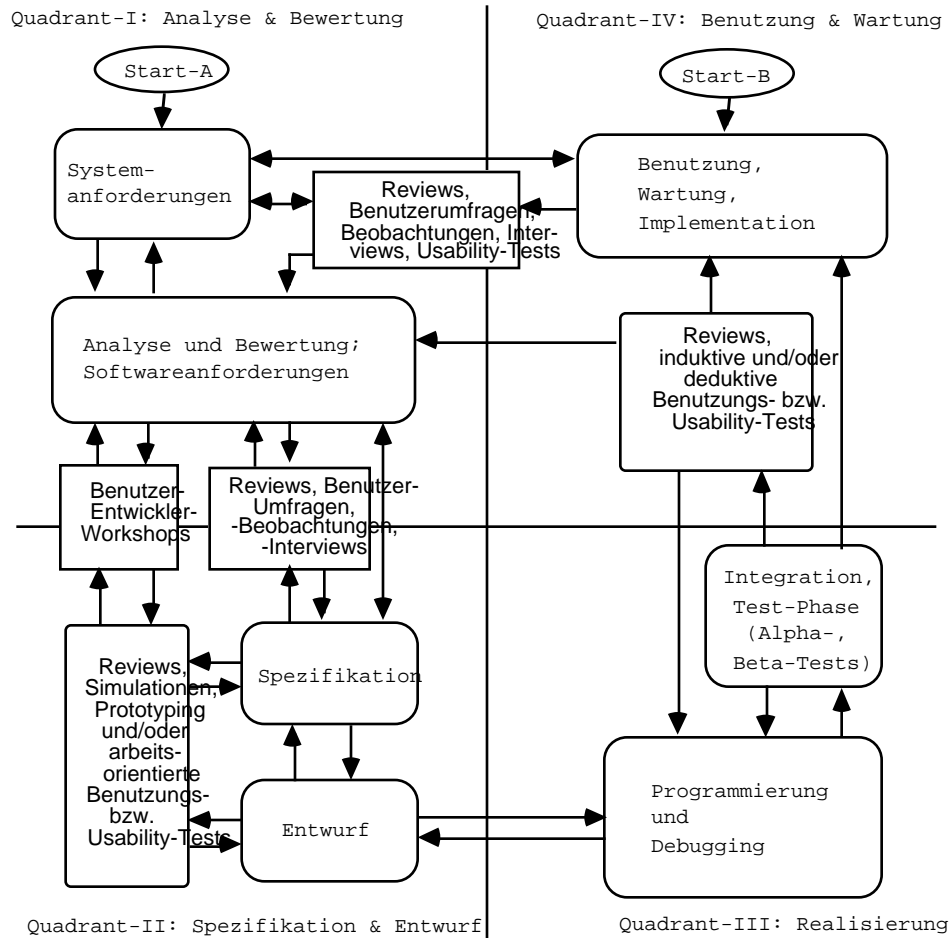 Quadrant-I: Analyse & Bewertung
Quadrant-IV: Benutzung & Wartung
Start-A
Start-B
System-
anforderungen
Reviews,
Benutzerumfragen,
Beobachtungen, Inter-
views, Usability-Tests
Benutzung,
Wartung,
Implementation
Analyse und Bewertung;
Softwareanforderungen
Reviews,
induktive und/oder
deduktive
Benutzungs- bzw.
Usability-Tests
Benutzer-
Entwickler-
Workshops
Reviews, Benutzer-
Umfragen,
-Beobachtungen,
-Interviews
Integration,
Test-Phase
(Alpha-,
Beta-Tests)
Reviews,
Simulationen,
Prototyping
und/oder
arbeits-
orientierte
Benutzungs-
bzw.
Usability-Tests
Spezifikation
Entwurf
Programmierung
und
Debugging
Quadrant-II: Spezifikation & Entwurf
Quadrant-III: Realisierung